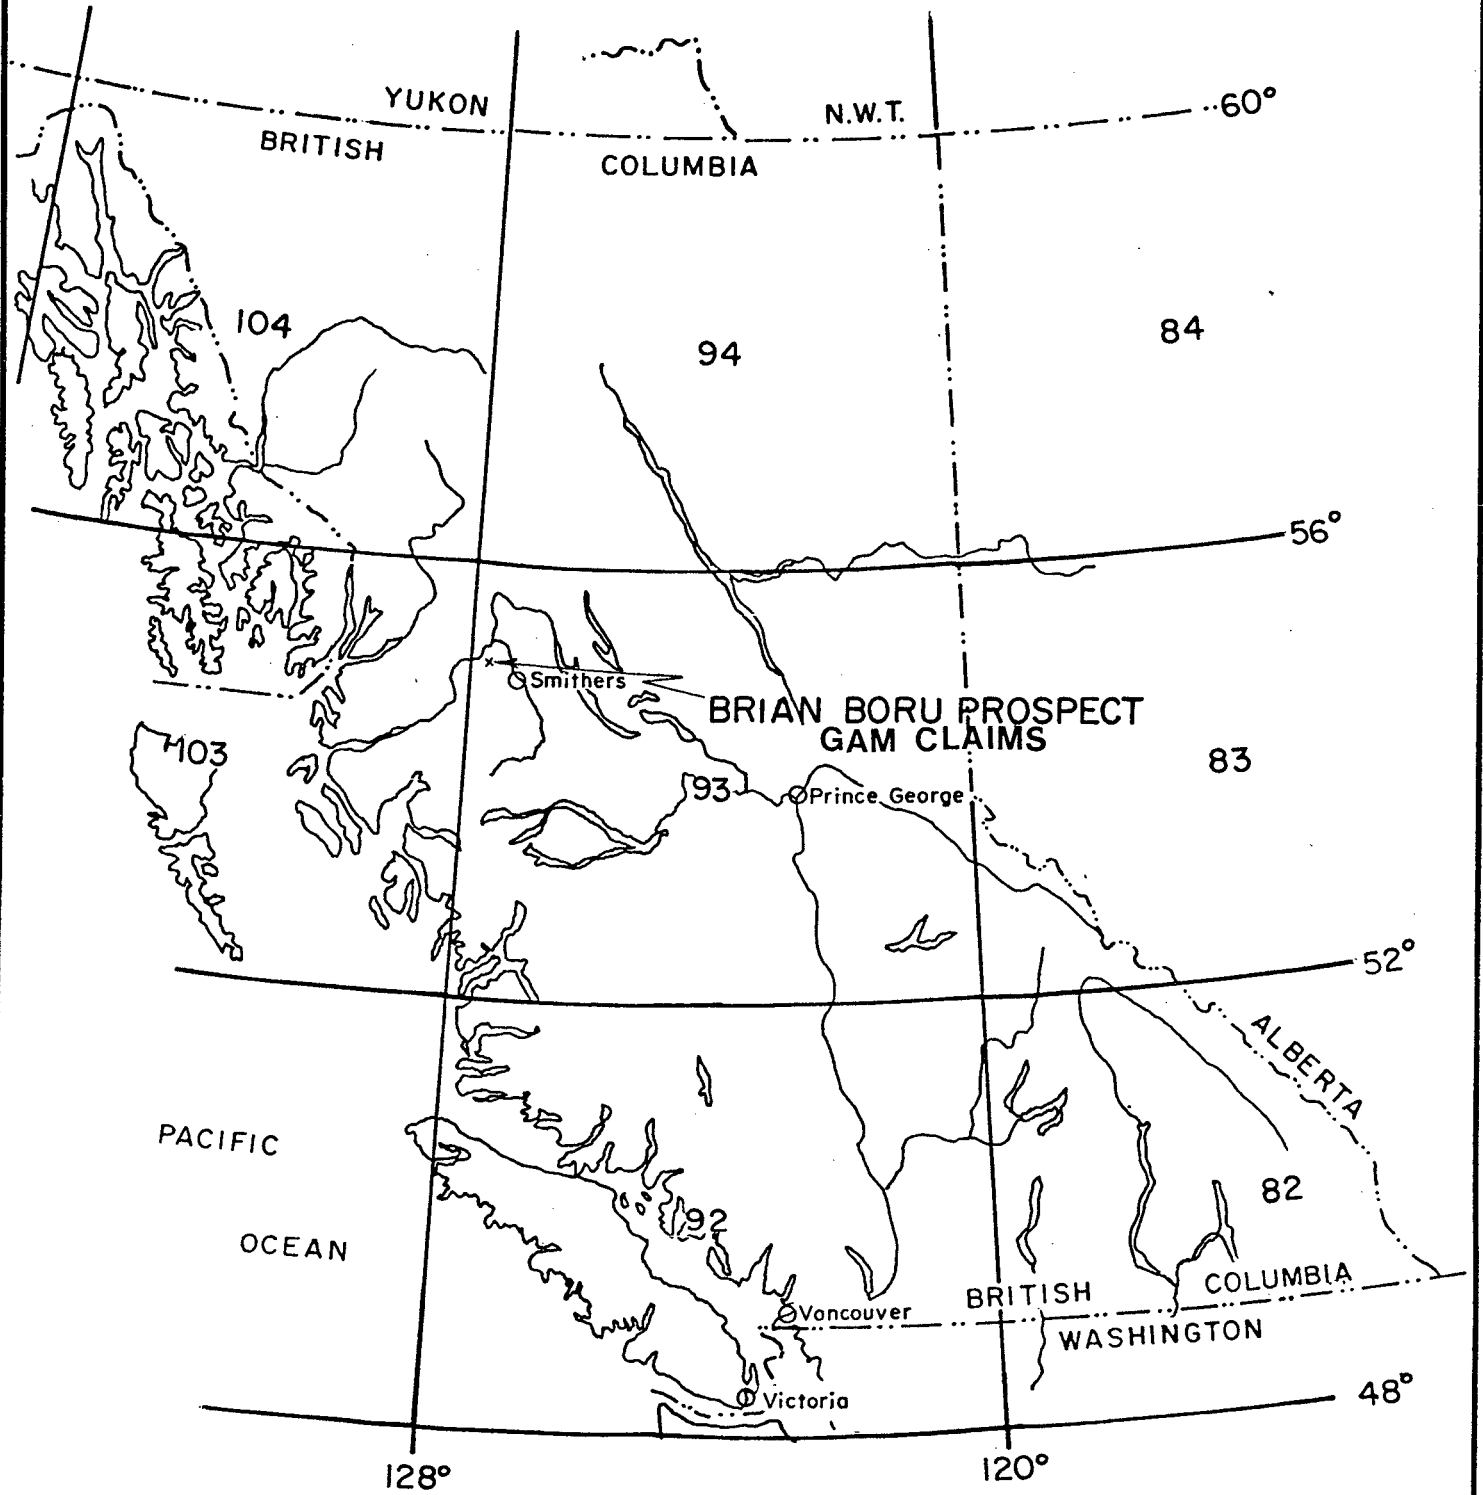 YUKON
N.W.T.
60°
BRITISH
COLUMBIA
104
94
84
56°
Smithers
BRIAN BORU PROSPECT
GAM CLAIMS
103
93
83
Prince George
52°
ALBERTA
PACIFIC
OCEAN
92
82
BRITISH
COLUMBIA
Vancouver
WASHINGTON
Victoria
48°
128°
120°